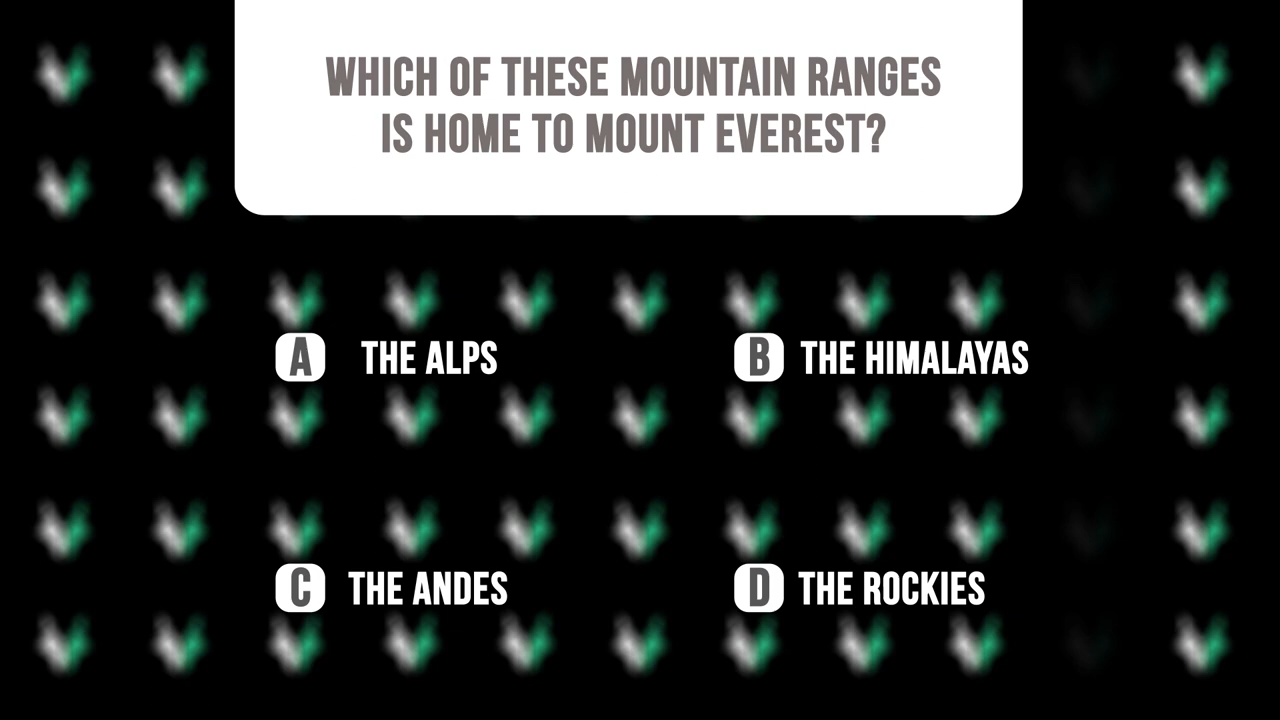 WHICH OF THESE MOUNTAIN RANGES
IS HOME TO MOUNT EVEREST?
A THE ALPS
B THE HIMALAYAS
C THE ANDES
D THE ROCKIES